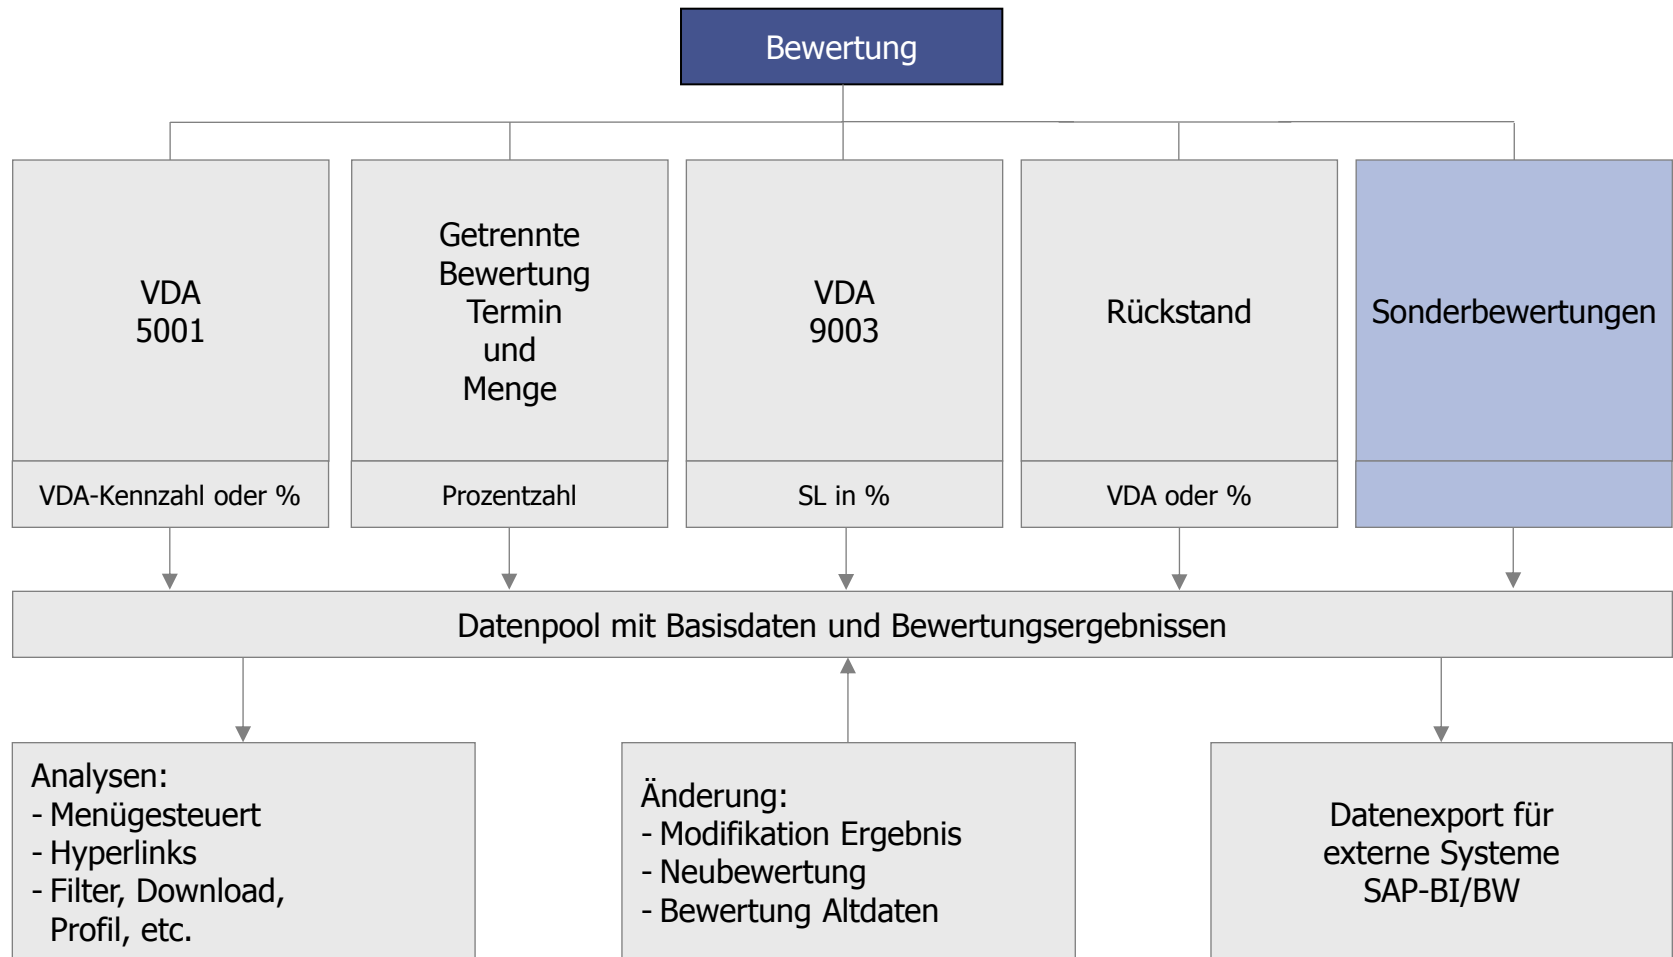 Bewertung
VDA
5001
Getrennte
Bewertung
Termin
und
Menge
VDA
9003
Rückstand
Sonderbewertungen
VDA-Kennzahl oder %
Prozentzahl
SL in %
VDA oder %
Datenpool mit Basisdaten und Bewertungsergebnissen
Analysen:
- Menügesteuert
- Hyperlinks
- Filter, Download,
Profil, etc.
Änderung:
- Modifikation Ergebnis
- Neubewertung
- Bewertung Altdaten
Datenexport für
externe Systeme
SAP-BI/BW